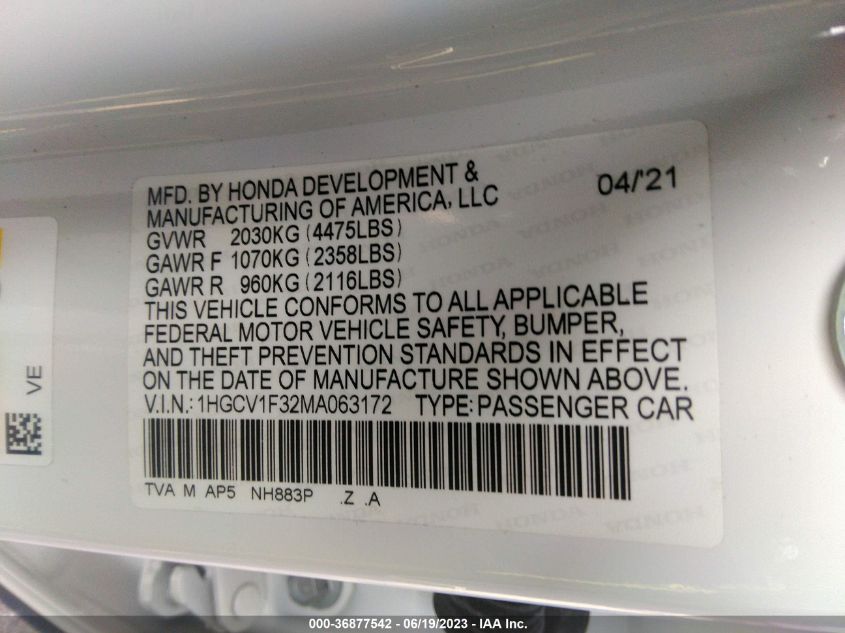 MFD. BY HONDA DEVELOPMENT & 04/'21
MANUFACTURING OF AMERICA, LLC
GVWR 2030KG (4475LBS)
GAWR F 1070KG (2358LBS)
GAWR R 960KG (2116LBS)
THIS VEHICLE CONFORMS TO ALL APPLICABLE
FEDERAL MOTOR VEHICLE SAFETY, BUMPER,
AND THEFT PREVENTION STANDARDS IN EFFECT
ON THE DATE OF MANUFACTURE SHOWN ABOVE.
V.I.N.: 1HGCV1F32MA063172 TYPE: PASSENGER CAR
TVA M AP5 NH883P .Z .A
VE
HONDA HONDA
000-36877542 - 06/19/2023 - IAA Inc.